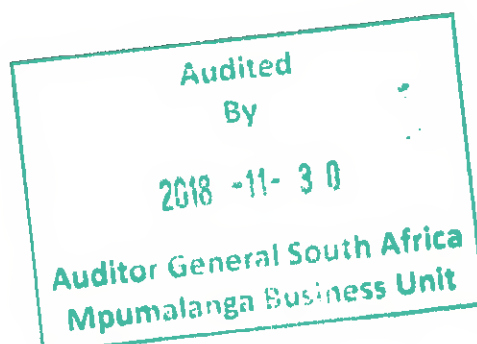 Audited
By
2018 -11- 30
Auditor General South Africa
Mpumalanga Business Unit